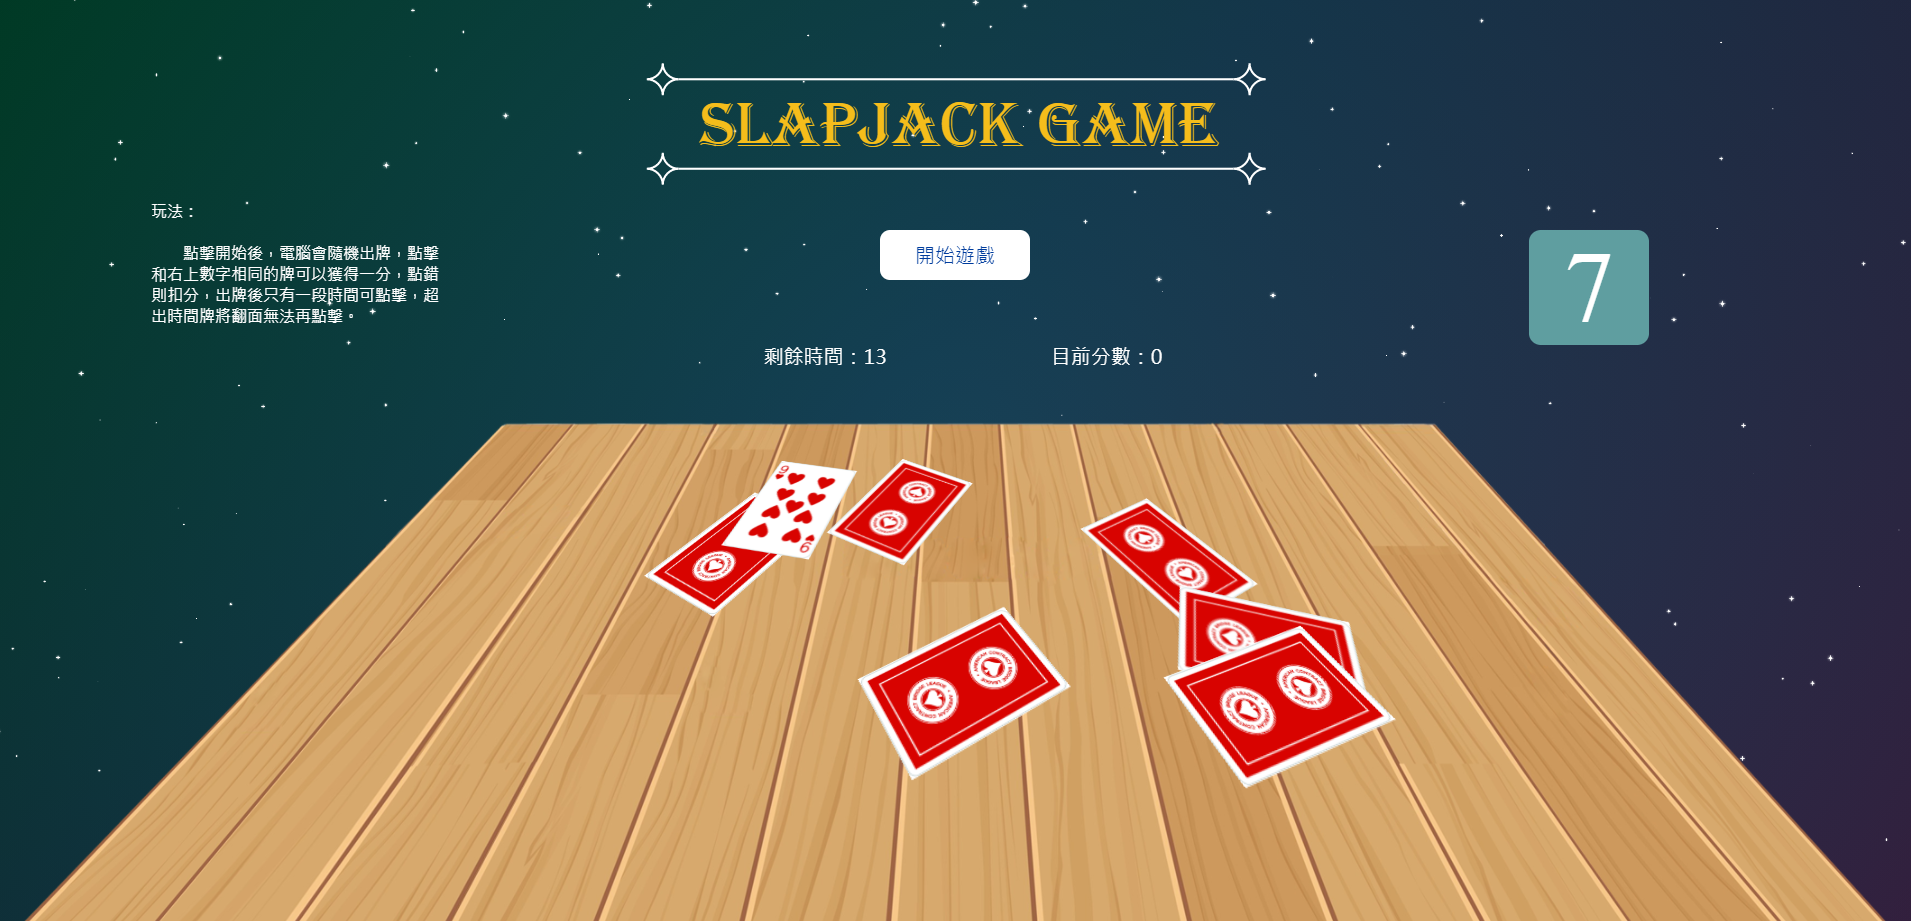 SLAPJACK GAME
玩法：
點擊開始後，電腦會隨機出牌，點擊
和右上數字相同的牌可以獲得一分，點錯
則扣分，出牌後只有一段時間可點擊，超
出時間牌將翻面無法再點擊。
開始遊戲
7
剩餘時間：13
目前分數：0
9
9